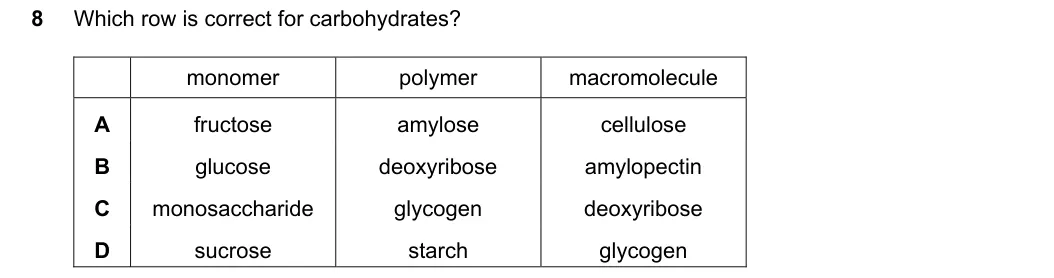 8 Which row is correct for carbohydrates?
monomer polymer macromolecule
A fructose amylose cellulose
B glucose deoxyribose amylopectin
C monosaccharide glycogen deoxyribose
D sucrose starch glycogen